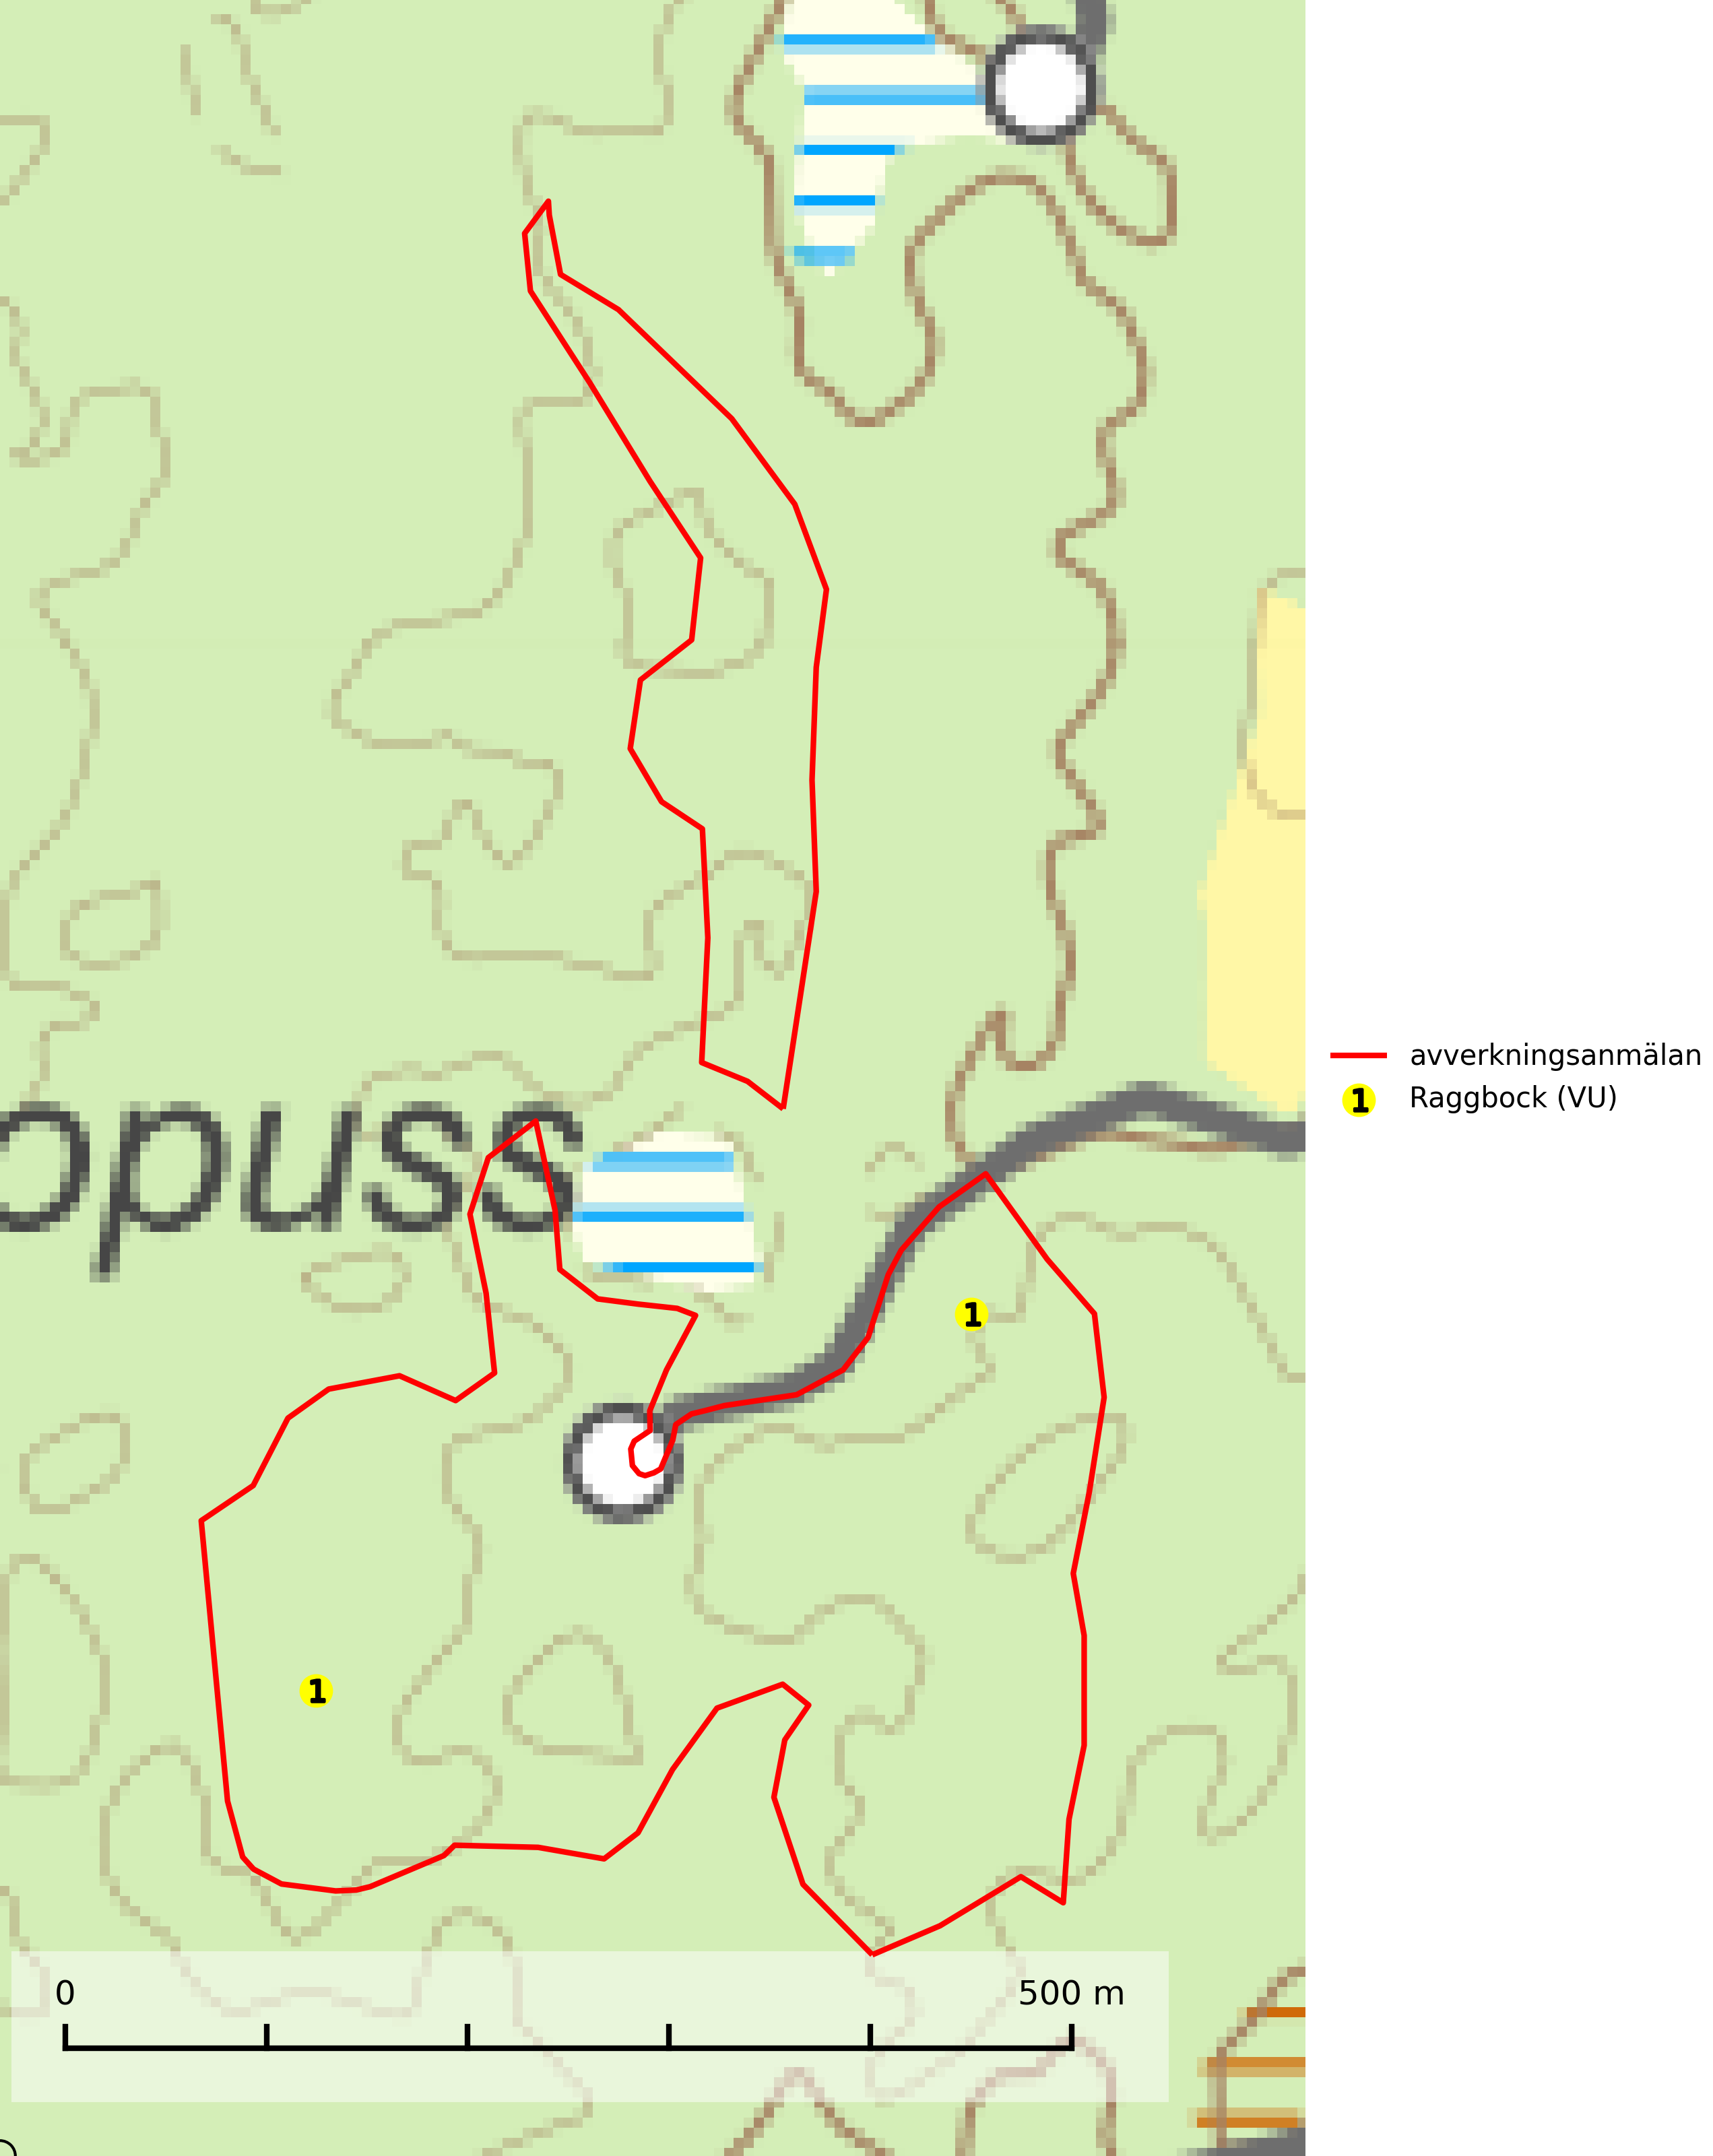 opuss
1
1
0
500 m
avverkningsanmälan
1 Raggbock (VU)